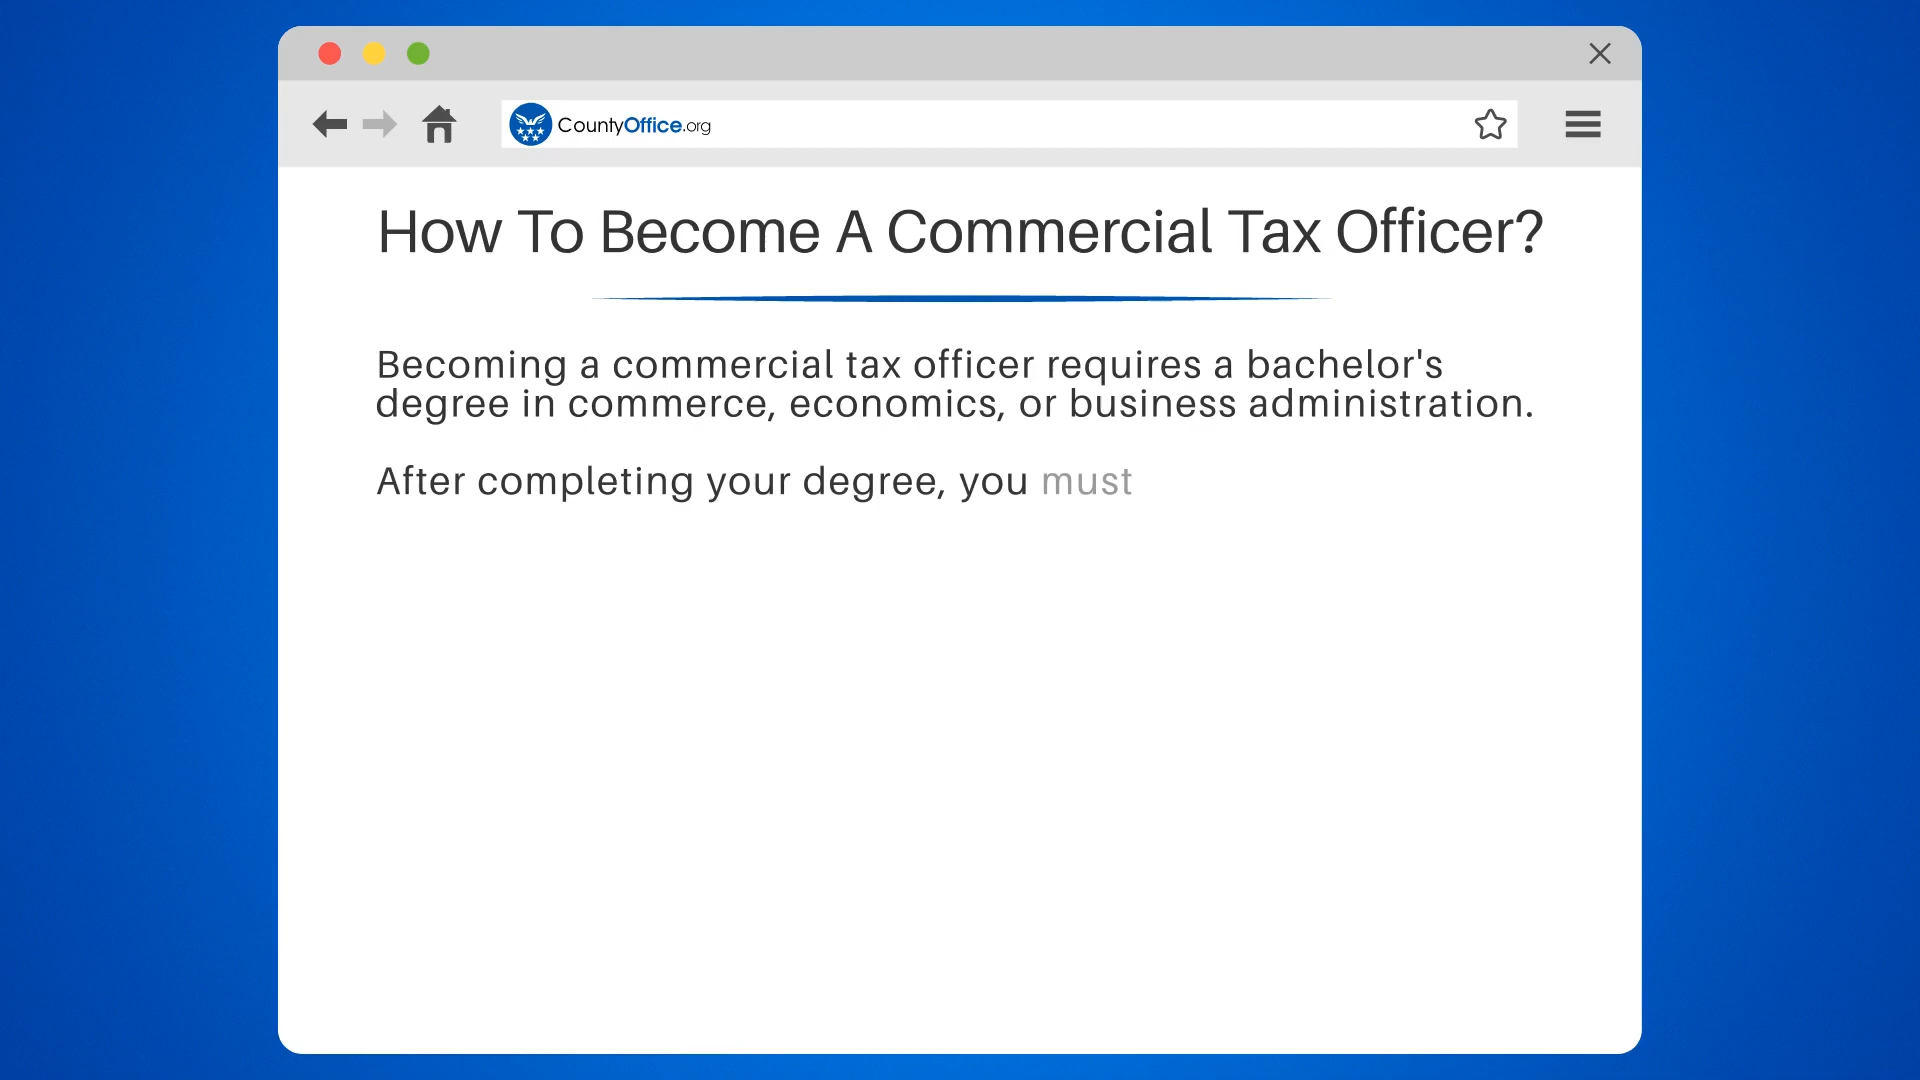 CountyOffice.org
How To Become A Commercial Tax Officer?
Becoming a commercial tax officer requires a bachelor's
degree in commerce, economics, or business administration.
After completing your degree, you must